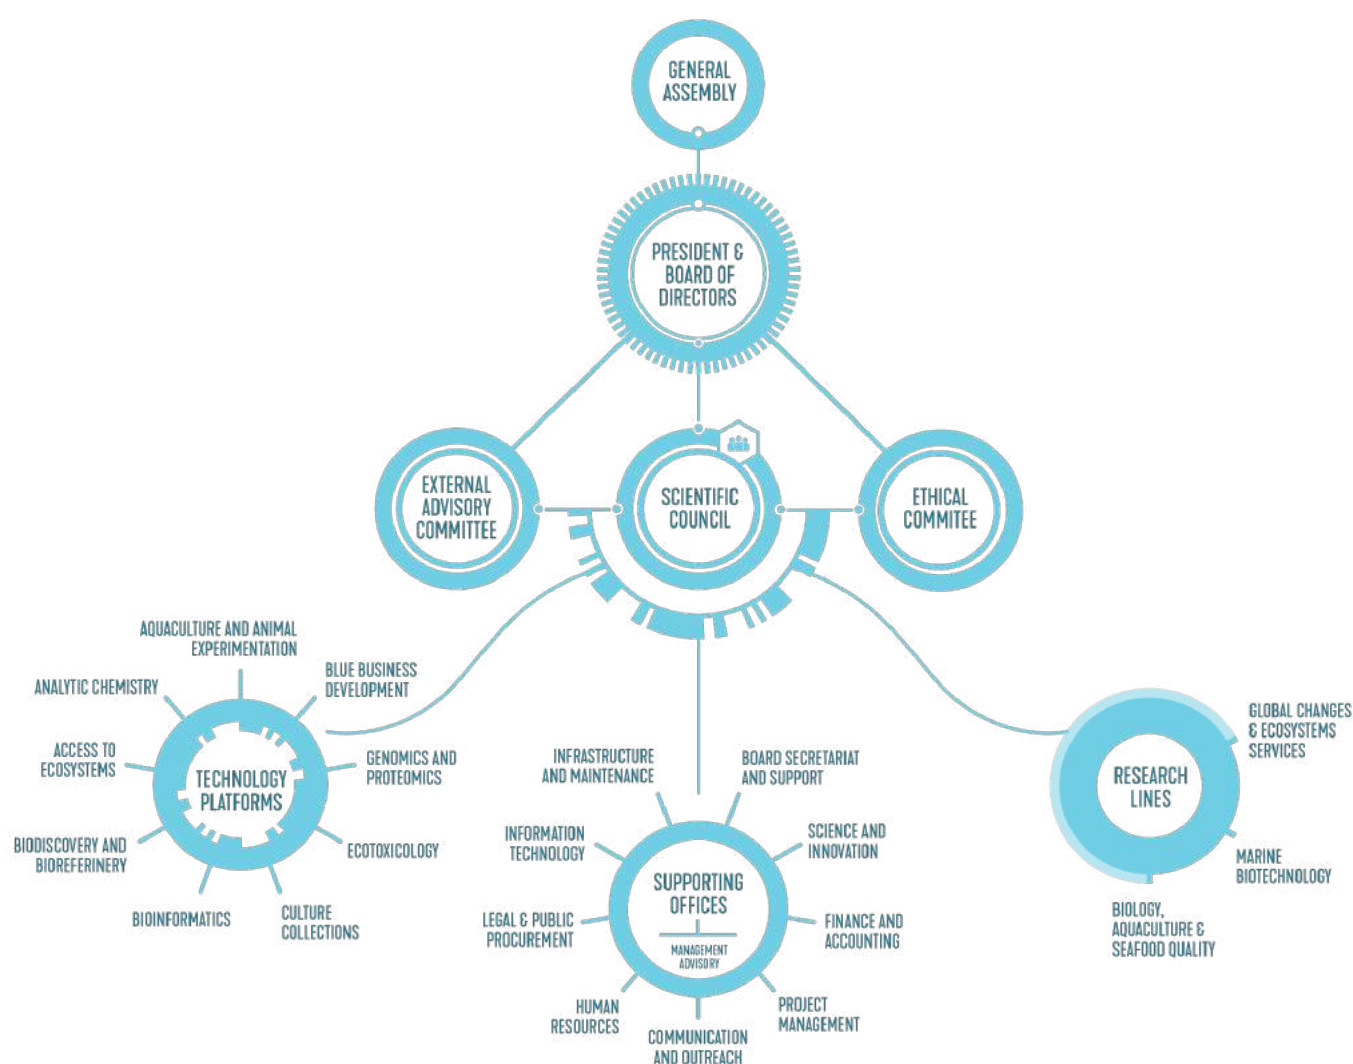 GENERAL
ASSEMBLY
PRESIDENT &
BOARD OF
DIRECTORS
EXTERNAL
ADVISORY
COMMITTEE
SCIENTIFIC
COUNCIL
ETHICAL
COMMITEE
AQUACULTURE AND ANIMAL
EXPERIMENTATION
BLUE BUSINESS
DEVELOPMENT
ANALYTIC CHEMISTRY
ACCESS TO
ECOSYSTEMS
GENOMICS AND
PROTEOMICS
TECHNOLOGY
PLATFORMS
BIODISCOVERY AND
BIOREFERINERY
ECOTOXICOLOGY
BIOINFORMATICS
CULTURE
COLLECTIONS
INFRASTRUCTURE
AND MAINTENANCE
BOARD SECRETARIAT
AND SUPPORT
INFORMATION
TECHNOLOGY
SCIENCE AND
INNOVATION
SUPPORTING
OFFICES
MANAGEMENT
ADVISORY
LEGAL & PUBLIC
PROCUREMENT
FINANCE AND
ACCOUNTING
HUMAN
RESOURCES
PROJECT
MANAGEMENT
COMMUNICATION
AND OUTREACH
GLOBAL CHANGES
& ECOSYSTEMS
SERVICES
RESEARCH
LINES
MARINE
BIOTECHNOLOGY
BIOLOGY,
AQUACULTURE &
SEAFOOD QUALITY